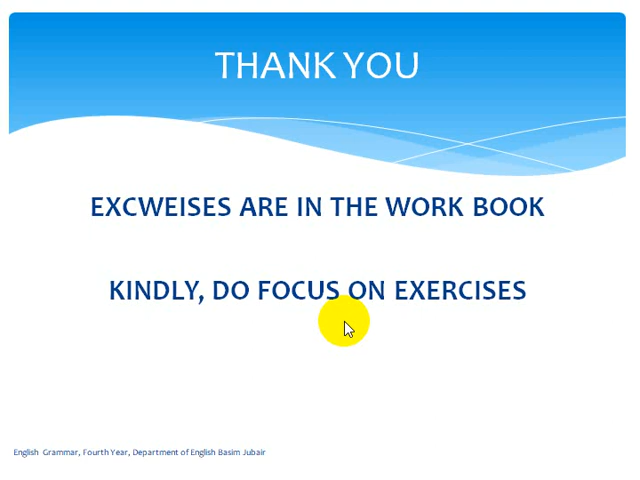 THANK YOU
EXCWEISES ARE IN THE WORK BOOK
KINDLY, DO FOCUS ON EXERCISES
English Grammar, Fourth Year, Department of English Basim Jubair